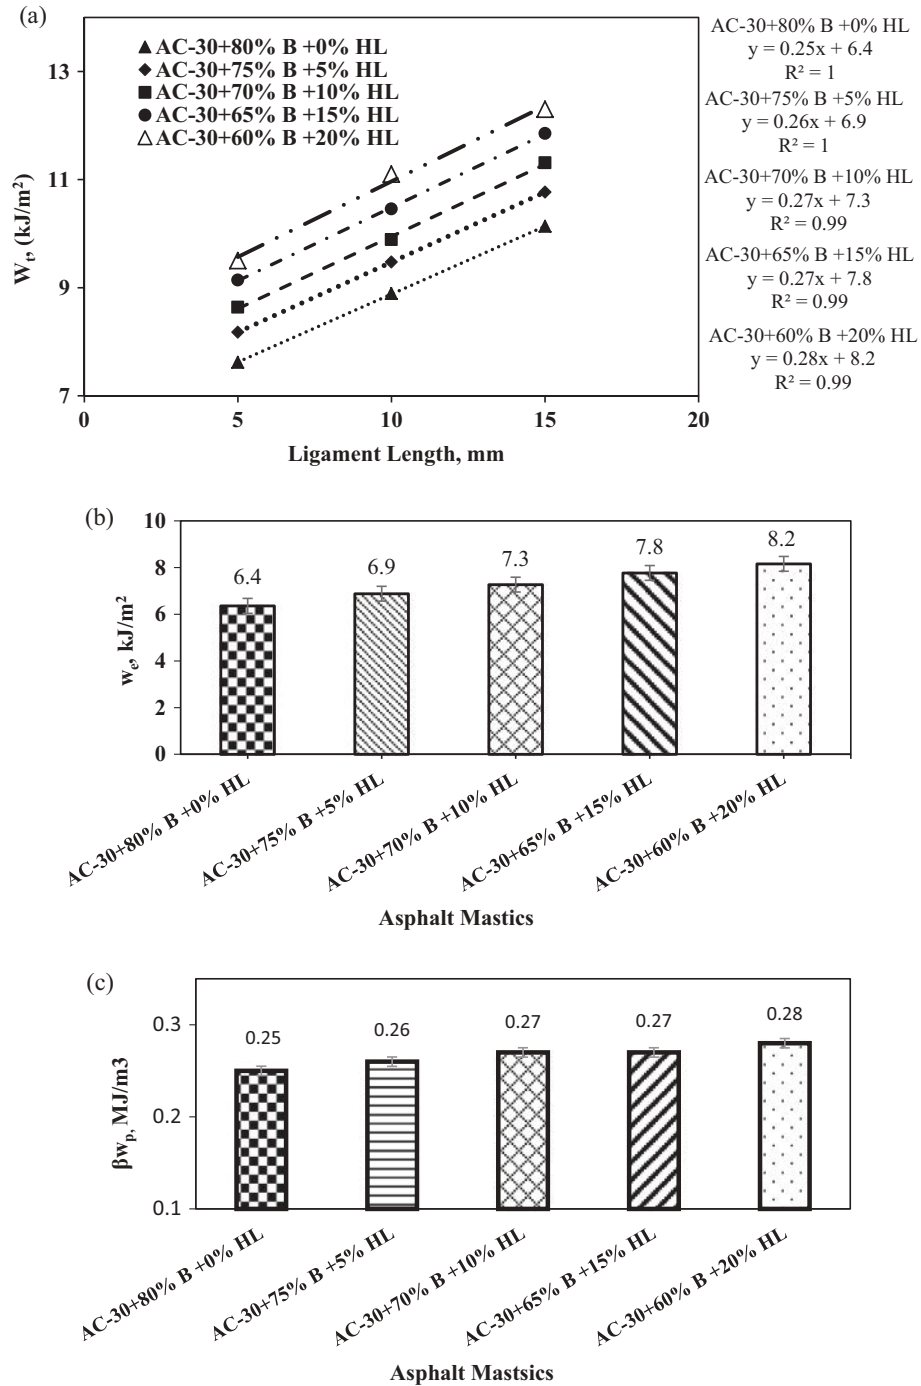 (a)
AC-30+80% B +0% HL
AC-30+75% B +5% HL
AC-30+70% B +10% HL
AC-30+65% B +15% HL
AC-30+60% B +20% HL
13
11
9
7
Wt, (kJ/m²)
0
5
10
15
20
Ligament Length, mm
AC-30+80% B +0% HL
y = 0.25x + 6.4
R² = 1
AC-30+75% B +5% HL
y = 0.26x + 6.9
R² = 1
AC-30+70% B +10% HL
y = 0.27x + 7.3
R² = 0.99
AC-30+65% B +15% HL
y = 0.27x + 7.8
R² = 0.99
AC-30+60% B +20% HL
y = 0.28x + 8.2
R² = 0.99
(b)
10
8
6
4
2
0
we, kJ/m²
6.4
6.9
7.3
7.8
8.2
AC-30+80% B +0% HL
AC-30+75% B +5% HL
AC-30+70% B +10% HL
AC-30+65% B +15% HL
AC-30+60% B +20% HL
Asphalt Mastics
(c)
0.3
0.2
0.1
βwp, MJ/m3
0.25
0.26
0.27
0.27
0.28
AC-30+80% B +0% HL
AC-30+75% B +5% HL
AC-30+70% B +10% HL
AC-30+65% B +15% HL
AC-30+60% B +20% HL
Asphalt Mastsics